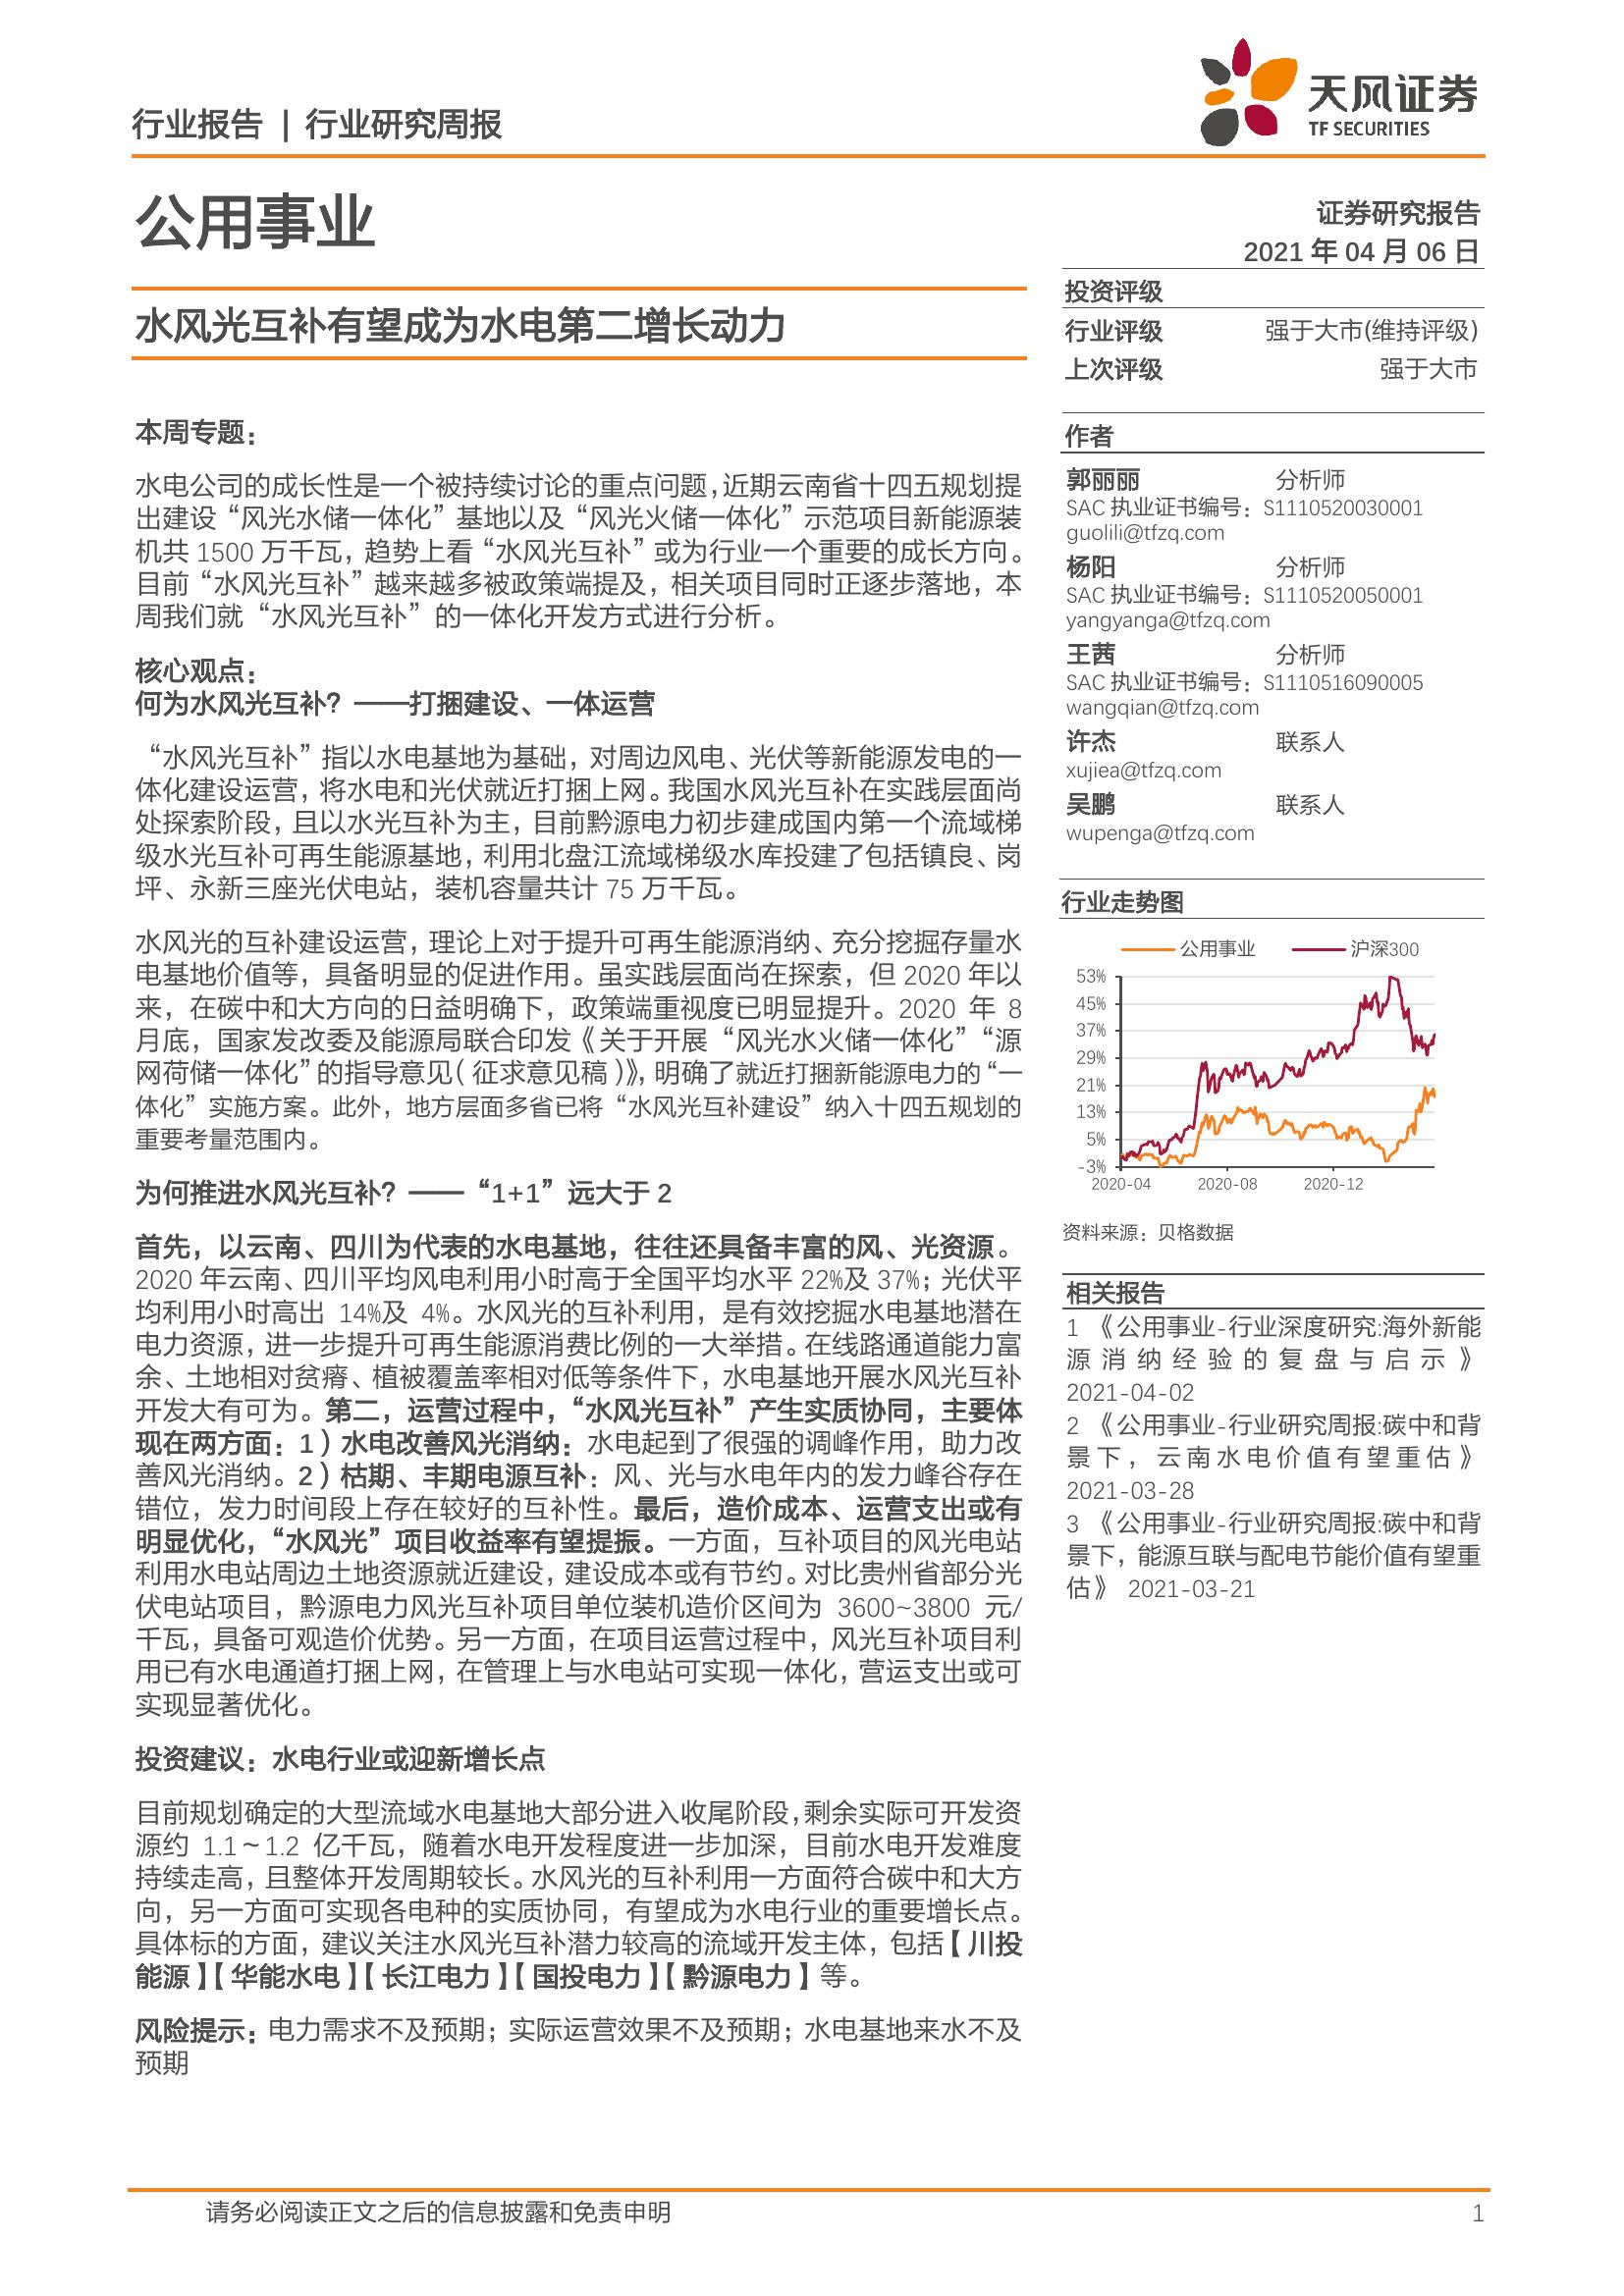 行业报告 | 行业研究周报
天风证券
TF SECURITIES
公用事业
证券研究报告
2021 年 04 月 06 日
水风光互补有望成为水电第二增长动力
本周专题：
水电公司的成长性是一个被持续讨论的重点问题，近期云南省十四五规划提
出建设“风光水储一体化”基地以及“风光火储一体化”示范项目新能源装
机共 1500 万千瓦，趋势上看“水风光互补”或为行业一个重要的成长方向。
目前“水风光互补”越来越多被政策端提及，相关项目同时正逐步落地，本
周我们就“水风光互补”的一体化开发方式进行分析。
核心观点：
何为水风光互补？——打捆建设、一体运营
“水风光互补”指以水电基地为基础，对周边风电、光伏等新能源发电的一
体化建设运营，将水电和光伏就近打捆上网。我国水风光互补在实践层面尚
处探索阶段，且以水光互补为主，目前黔源电力初步建成国内第一个流域梯
级水光互补可再生能源基地，利用北盘江流域梯级水库投建了包括镇良、岗
坪、永新三座光伏电站，装机容量共计 75 万千瓦。
水风光的互补建设运营，理论上对于提升可再生能源消纳、充分挖掘存量水
电基地价值等，具备明显的促进作用。虽实践层面尚在探索，但 2020 年以
来，在碳中和大方向的日益明确下，政策端重视度已明显提升。2020 年 8
月底，国家发改委及能源局联合印发《关于开展“风光水火储一体化”“源
网荷储一体化”的指导意见（征求意见稿）》，明确了就近打捆新能源电力的“一
体化”实施方案。此外，地方层面多省已将“水风光互补建设”纳入十四五规划的
重要考量范围内。
为何推进水风光互补？——“1+1”远大于 2
首先，以云南、四川为代表的水电基地，往往还具备丰富的风、光资源。
2020 年云南、四川平均风电利用小时高于全国平均水平 22%及 37%；光伏平
均利用小时高出 14%及 4%。水风光的互补利用，是有效挖掘水电基地潜在
电力资源，进一步提升可再生能源消费比例的一大举措。在线路通道能力富
余、土地相对贫瘠、植被覆盖率相对低等条件下，水电基地开展水风光互补
开发大有可为。第二，运营过程中，“水风光互补”产生实质协同，主要体
现在两方面：1）水电改善风光消纳：水电起到了很强的调峰作用，助力改
善风光消纳。2）枯期、丰期电源互补：风、光与水电年内的发力峰谷存在
错位，发力时间段上存在较好的互补性。最后，造价成本、运营支出或有
明显优化，“水风光”项目收益率有望提振。一方面，互补项目的风光电站
利用水电站周边土地资源就近建设，建设成本或有节约。对比贵州省部分光
伏电站项目，黔源电力风光互补项目单位装机造价区间为 3600~3800 元/
千瓦，具备可观造价优势。另一方面，在项目运营过程中，风光互补项目利
用已有水电通道打捆上网，在管理上与水电站可实现一体化，营运支出或可
实现显著优化。
投资建议：水电行业或迎新增长点
目前规划确定的大型流域水电基地大部分进入收尾阶段，剩余实际可开发资
源约 1.1～1.2 亿千瓦，随着水电开发程度进一步加深，目前水电开发难度
持续走高，且整体开发周期较长。水风光的互补利用一方面符合碳中和大方
向，另一方面可实现各电种的实质协同，有望成为水电行业的重要增长点。
具体标的方面，建议关注水风光互补潜力较高的流域开发主体，包括【川投
能源】【华能水电】【长江电力】【国投电力】【黔源电力】等。
风险提示：电力需求不及预期；实际运营效果不及预期；水电基地来水不及
预期
投资评级
行业评级 强于大市(维持评级)
上次评级 强于大市
作者
郭丽丽 分析师
SAC 执业证书编号：S1110520030001
guolili@tfzq.com
杨阳 分析师
SAC 执业证书编号：S1110520050001
yangyanga@tfzq.com
王茜 分析师
SAC 执业证书编号：S1110516090005
wangqian@tfzq.com
许杰 联系人
xujiea@tfzq.com
吴鹏 联系人
wupenga@tfzq.com
行业走势图
公用事业 沪深300
53%
45%
37%
29%
21%
13%
5%
-3%
2020-04 2020-08 2020-12
资料来源：贝格数据
相关报告
1 《公用事业-行业深度研究:海外新能
源消纳经验的复盘与启示》
2021-04-02
2 《公用事业-行业研究周报:碳中和背
景下，云南水电价值有望重估》
2021-03-28
3 《公用事业-行业研究周报:碳中和背
景下，能源互联与配电节能价值有望重
估》 2021-03-21
请务必阅读正文之后的信息披露和免责申明 1